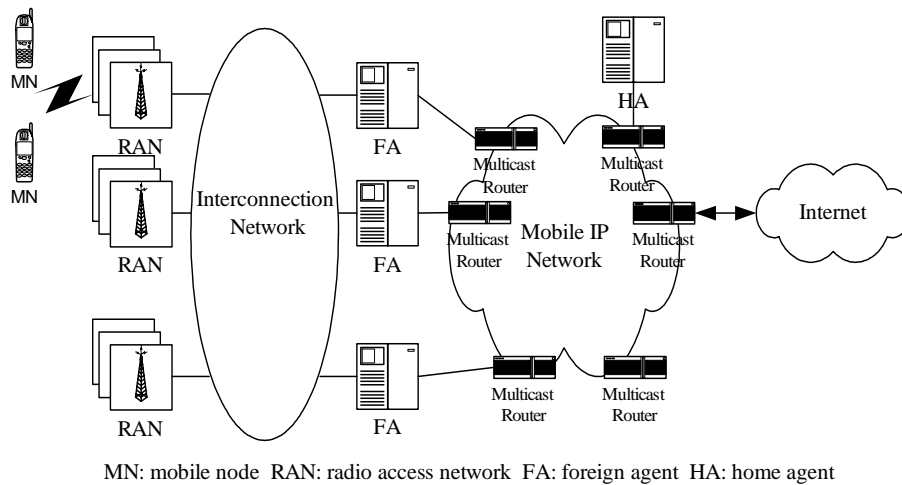 MN
MN
RAN
RAN
RAN
Interconnection
Network
FA
FA
FA
HA
Multicast
Router
Multicast
Router
Multicast
Router
Mobile IP
Network
Multicast
Router
Multicast
Router
Multicast
Router
Internet
MN: mobile node RAN: radio access network FA: foreign agent HA: home agent